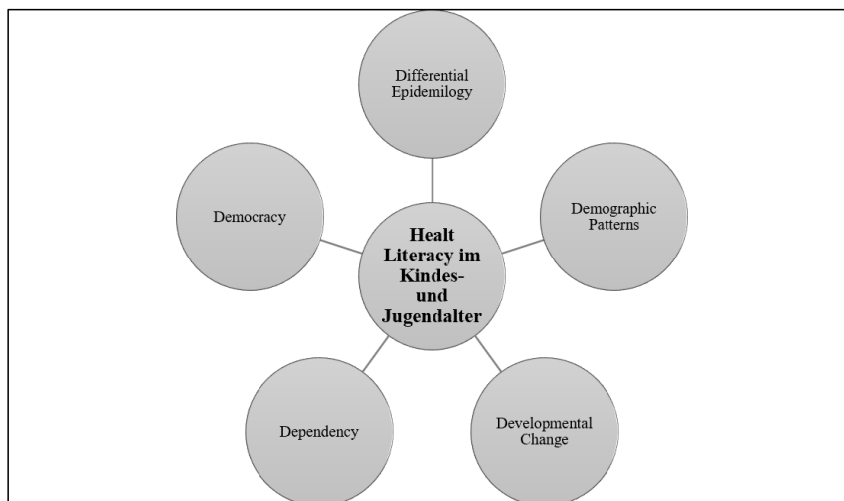 Differential
Epidemilogy
Democracy
Demographic
Patterns
Healt
Literacy im
Kindes-
und
Jugendalter
Dependency
Developmental
Change